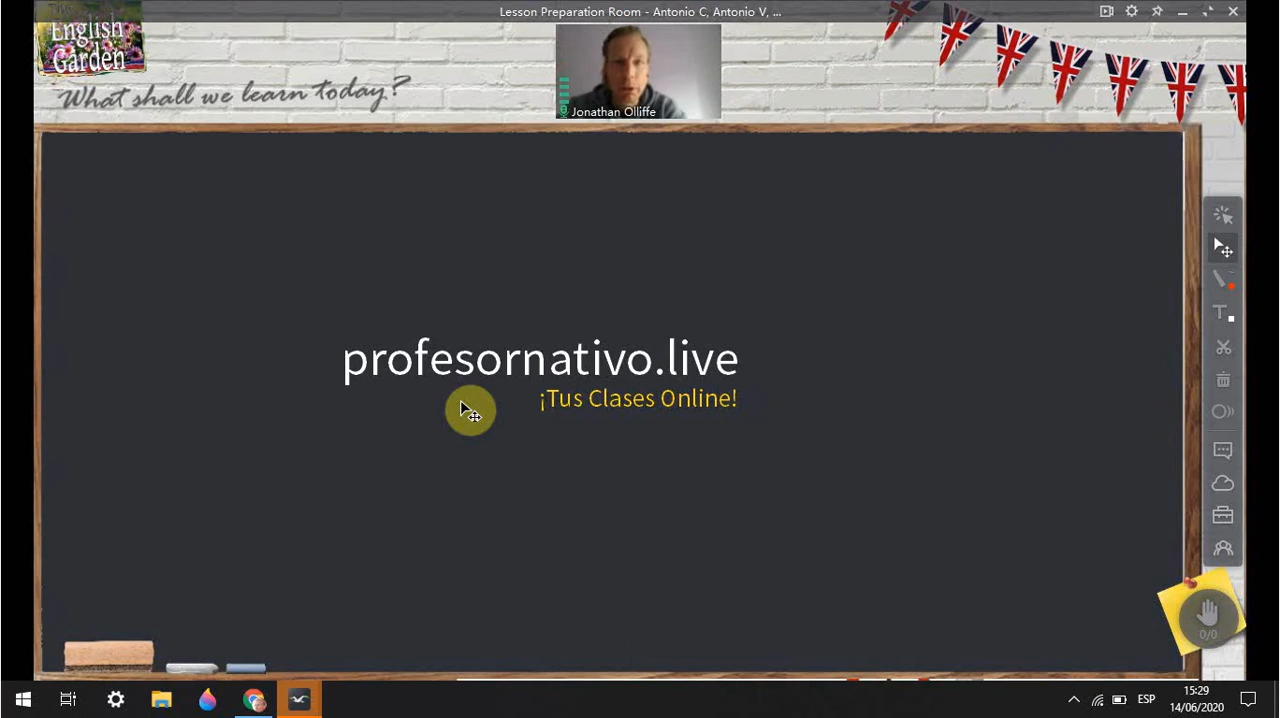 Lesson Preparation Room - Antonio C, Antonio V, ...
The
English
Garden
What shall we learn today?
Jonathan Olliffe
profesornativo.live
¡Tus Clases Online!
0/0
ESP
15:29
14/06/2020